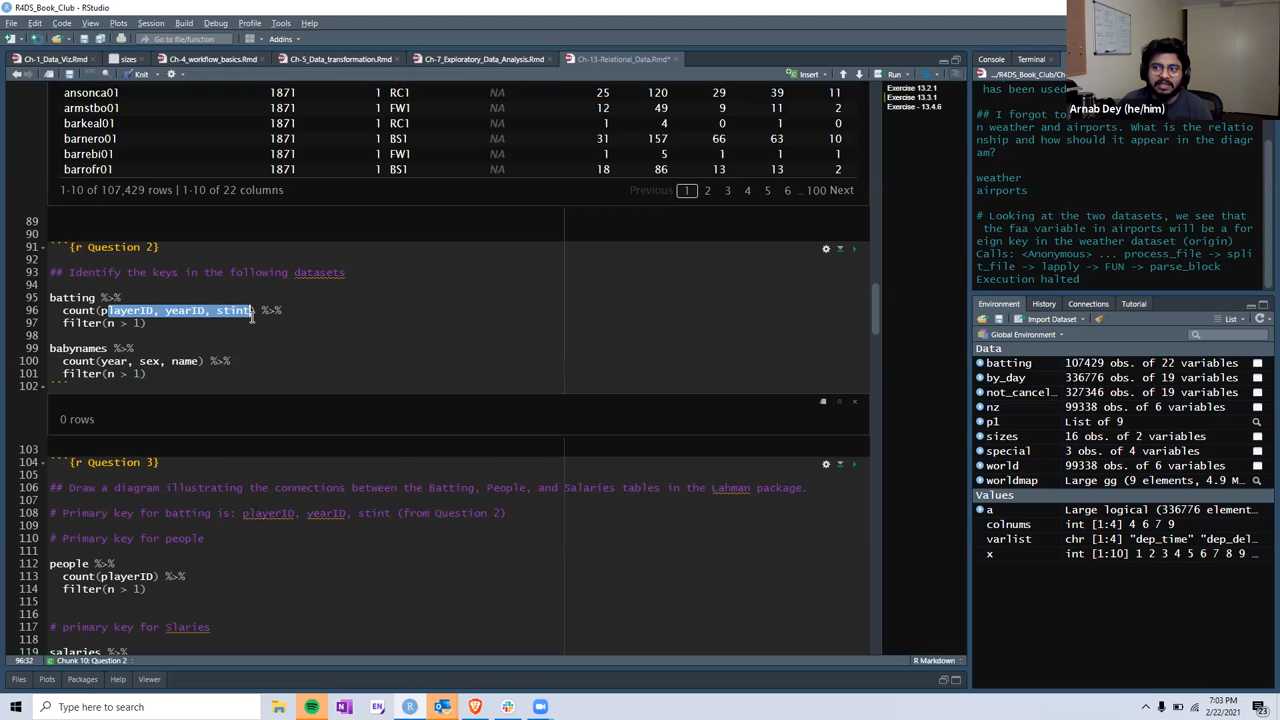 R4DS_Book_Club - RStudio
File Edit Code View Plots Session Build Debug Profile Tools Help
Go to file/function
Addins
Ch-1_Data_Viz.Rmd
sizes
Ch-4_workflow_basics.Rmd
Ch-5_Data_transformation.Rmd
Ch-7_Exploratory_Data_Analysis.Rmd
Ch-13-Relational_Data.Rmd*
Knit
Insert
Run
ansonca01 1871 1 RC1 NA 25 120 29 39 11
armstbo01 1871 1 FW1 NA 12 49 9 11 2
barkeal01 1871 1 RC1 NA 1 4 0 1 0
barnero01 1871 1 BS1 NA 31 157 66 63 10
barrebi01 1871 1 FW1 NA 1 5 1 1 1
barrofr01 1871 1 BS1 NA 18 86 13 13 2
1-10 of 107,429 rows | 1-10 of 22 columns
Previous 1 2 3 4 5 6 ... 100 Next
89
90
91 ```{r Question 2}
92
93 ## Identify the keys in the following datasets
94
95 batting %>%
96 count(playerID, yearID, stint) %>%
97 filter(n > 1)
98
99 babynames %>%
100 count(year, sex, name) %>%
101 filter(n > 1)
102 ```
0 rows
103
104 ```{r Question 3}
105
106 ## Draw a diagram illustrating the connections between the Batting, People, and Salaries tables in the Lahman package.
107
108 # Primary key for batting is: playerID, yearID, stint (from Question 2)
109
110 # Primary key for people
111
112 people %>%
113 count(playerID) %>%
114 filter(n > 1)
115
116
117 # primary key for Slaries
118
119 salaries %>%
96:32
Chunk 10: Question 2
R Markdown
Files Plots Packages Help Viewer
Exercise 13.2.1
Exercise 13.3.1
Exercise - 13.4.6
Console Terminal
.../R4DS_Book_Club/Ch
has been used
## I forgot to
n weather and airports. What is the relatio
nship and how should it appear in the diagr
am?
weather
airports
# Looking at the two datasets, we see that
the faa variable in airports will be a for
eign key in the weather dataset (origin)
Calls: <Anonymous> ... process_file -> spli
t_file -> lapply -> FUN -> parse_block
Execution halted
Arnab Dey (he/him)
Environment History Connections Tutorial
Import Dataset
List
Global Environment
Data
batting 107429 obs. of 22 variables
by_day 336776 obs. of 19 variables
not_cancel... 327346 obs. of 19 variables
nz 99338 obs. of 6 variables
p1 List of 9
sizes 16 obs. of 2 variables
special 3 obs. of 4 variables
world 99338 obs. of 6 variables
worldmap Large gg (9 elements, 4.9 M...
Values
a Large logical (336776 element...
colnums int [1:4] 4 6 7 9
varlist chr [1:4] "dep_time" "dep_del...
x int [1:10] 1 2 3 4 5 6 7 8 9 ...
Type here to search
EN
7:03 PM
2/22/2021
23